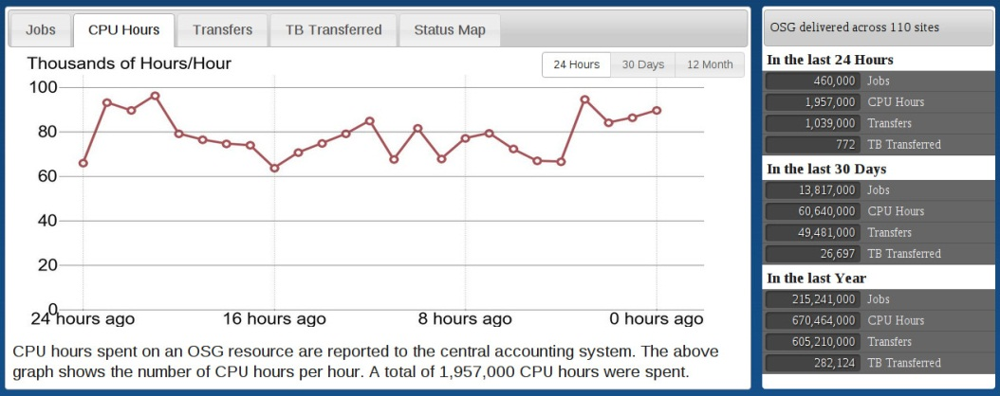 Jobs CPU Hours Transfers TB Transferred Status Map
Thousands of Hours/Hour
24 Hours 30 Days 12 Month
100
80
60
40
20
0
24 hours ago 16 hours ago 8 hours ago 0 hours ago
CPU hours spent on an OSG resource are reported to the central accounting system. The above
graph shows the number of CPU hours per hour. A total of 1,957,000 CPU hours were spent.
OSG delivered across 110 sites
In the last 24 Hours
460,000 Jobs
1,957,000 CPU Hours
1,039,000 Transfers
772 TB Transferred
In the last 30 Days
13,817,000 Jobs
60,640,000 CPU Hours
49,481,000 Transfers
26,697 TB Transferred
In the last Year
215,241,000 Jobs
670,464,000 CPU Hours
605,210,000 Transfers
282,124 TB Transferred